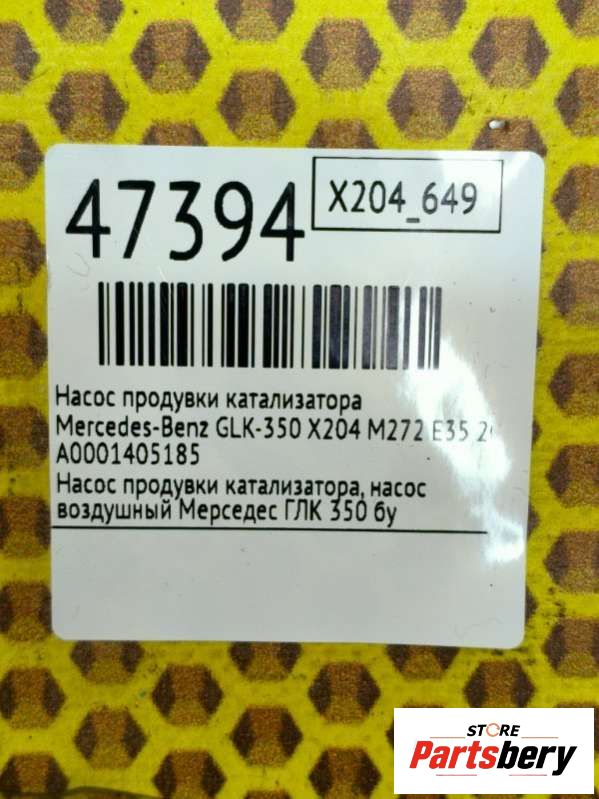 47394
X204_649
Насос продувки катализатора
Mercedes-Benz GLK-350 X204 M272 E35
A0001405185
Насос продувки катализатора, насос
воздушный Мерседес ГЛК 350 бу
STORE
Partsbery